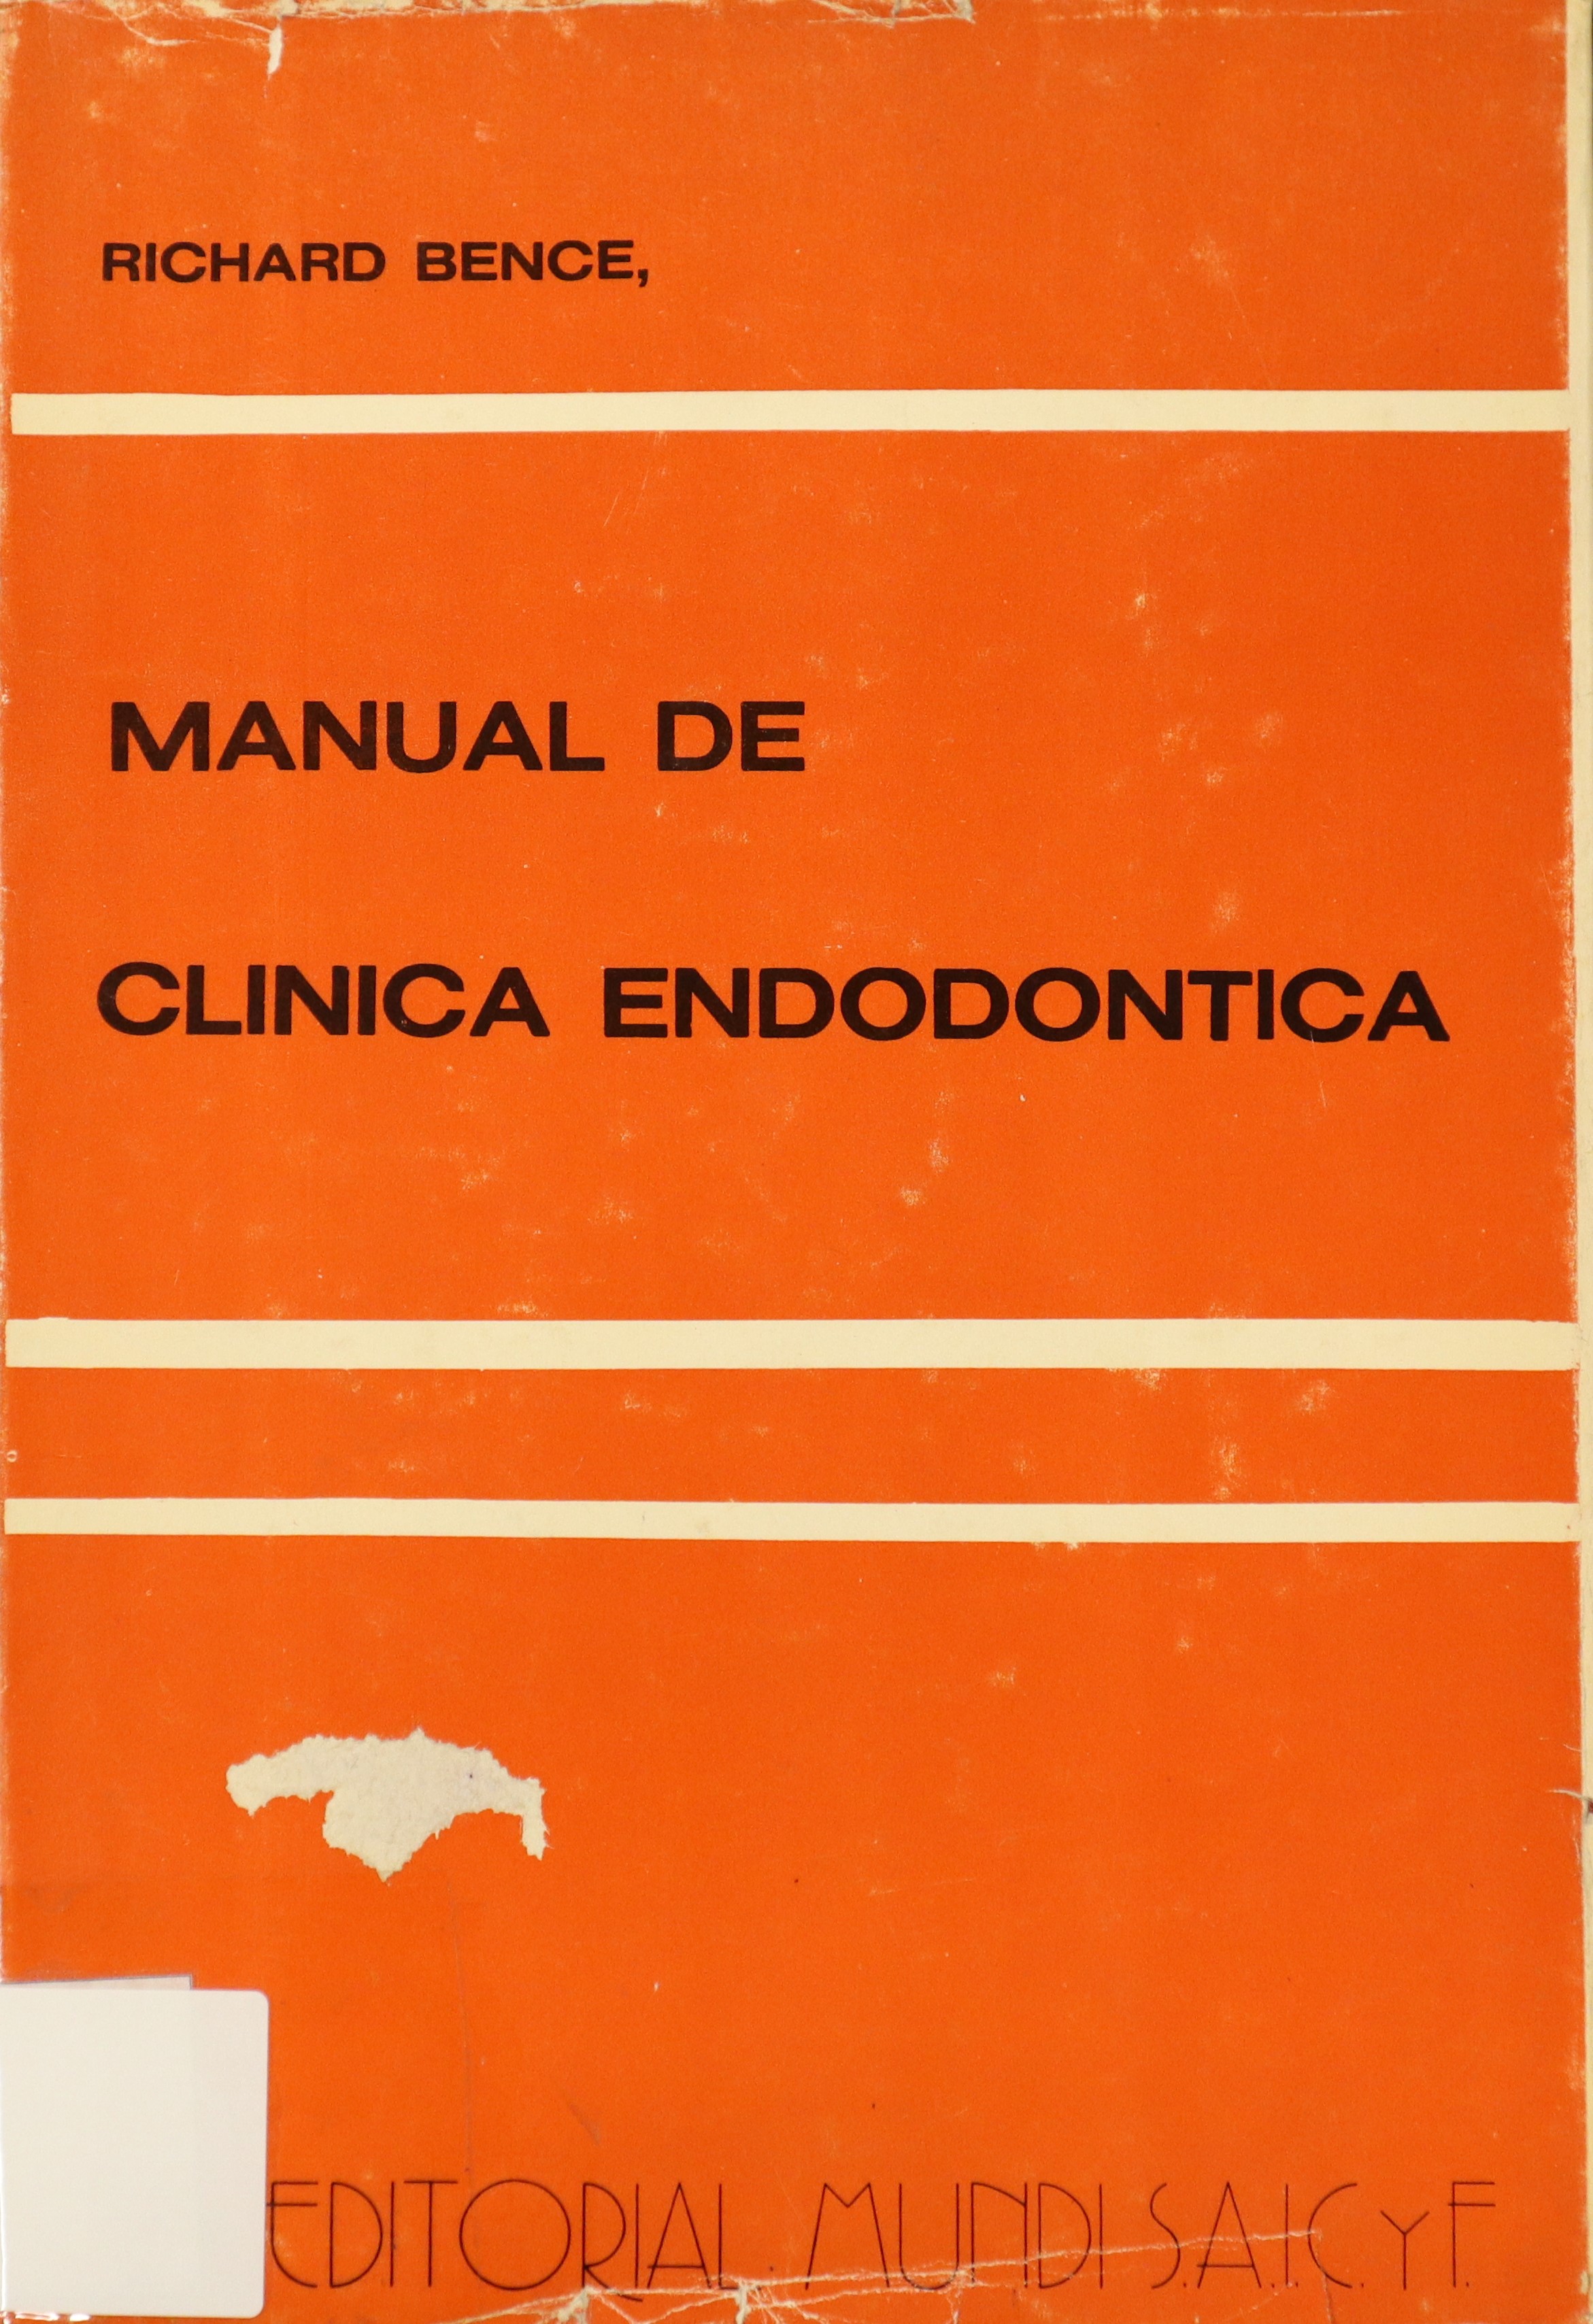 RICHARD BENCE,
MANUAL DE
CLINICA ENDODONTICA
EDITORIAL MUNDI S.A.I.C. Y F.